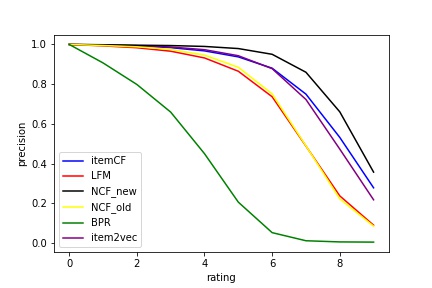 1.0
0.8
0.6
0.4
0.2
0.0
precision
itemCF
LFM
NCF_new
NCF_old
BPR
item2vec
0 2 4 6 8
rating